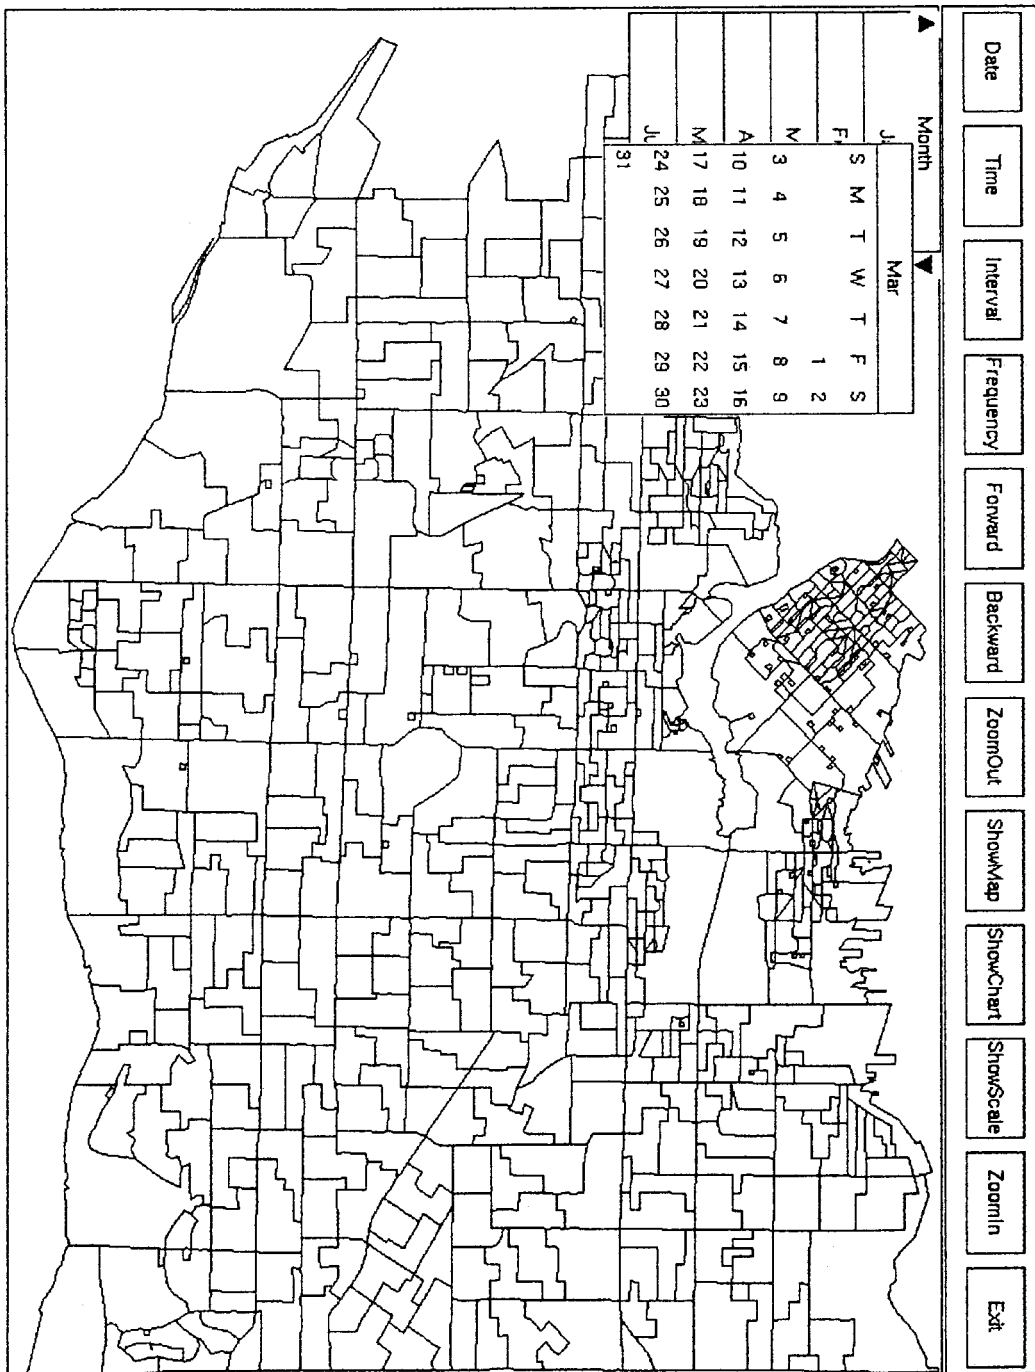 Date Time Interval Frequency Forward Backward ZoomOut ShowMap ShowChart ShowScale ZoomIn Exit
Month
Mar
S M T W T F S
1 2
3 4 5 6 7 8 9
10 11 12 13 14 15 16
17 18 19 20 21 22 23
24 25 26 27 28 29 30
31